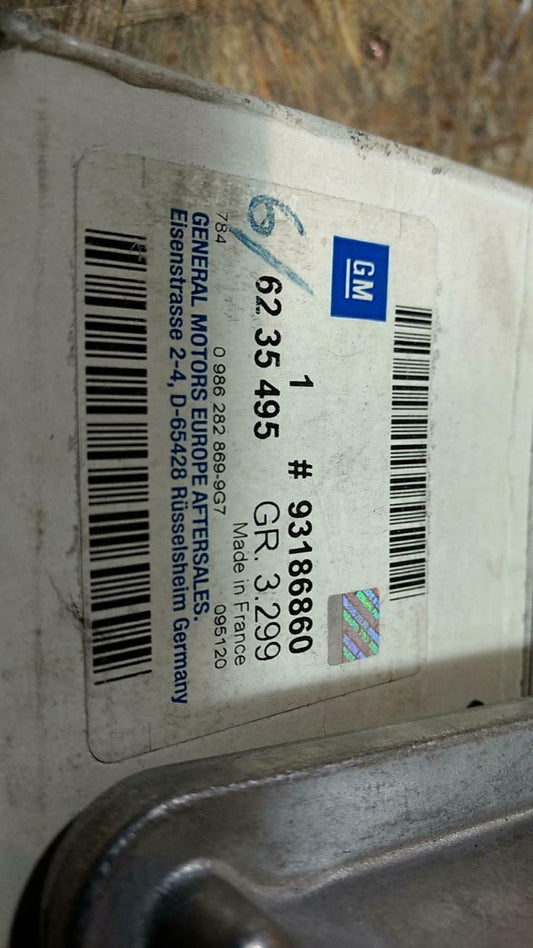 GM
1 # 93186860
62 35 495 GR. 3.299
6/
Made in France
784 0 986 282 869-9G7 095120
GENERAL MOTORS EUROPE AFTERSALES.
Eisenstrasse 2-4, D-65428 Rüsselsheim Germany